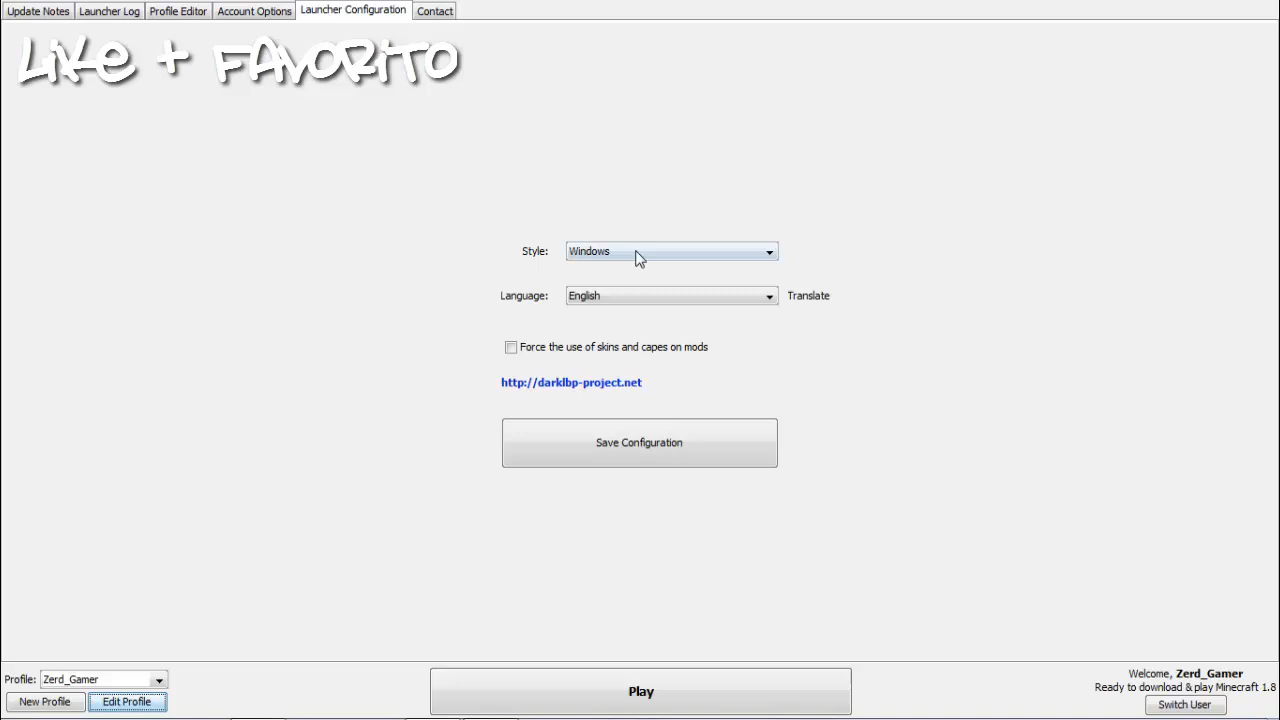 Update Notes Launcher Log Profile Editor Account Options Launcher Configuration Contact
LIKE + FAVORITO
Style: Windows
Language: English Translate
Force the use of skins and capes on mods
http://darklbp-project.net
Save Configuration
Profile: Zerd_Gamer
New Profile Edit Profile
Play
Welcome, Zerd_Gamer
Ready to download & play Minecraft 1.8
Switch User